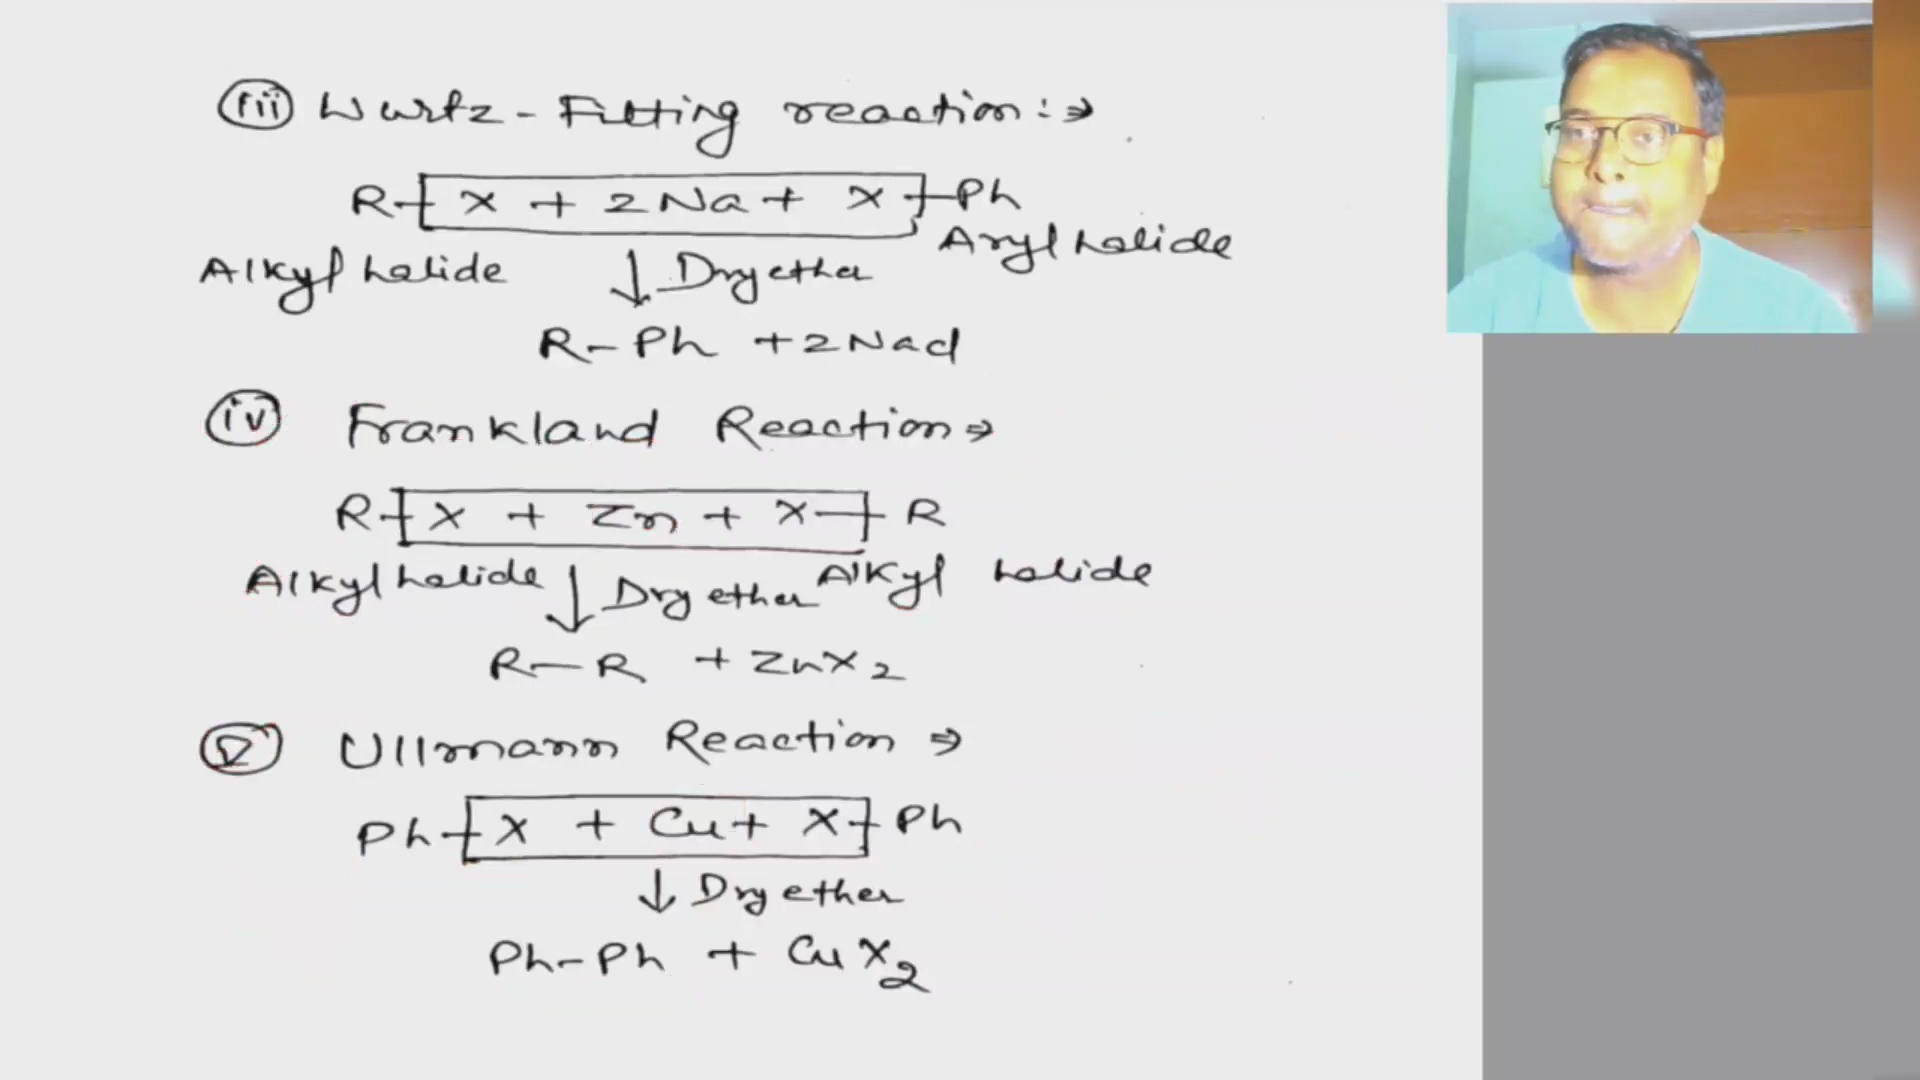 (iii) Wurtz - Fitting reaction :→
R - X + 2Na + X - Ph
Aryl halide
Alkyl halide ↓ Dry ether
R - Ph + 2NaCl
(iv) Frankland Reaction →
R - X + Zn + X - R
Alkyl halide ↓ Dry ether Alkyl halide
R - R + ZnX2
(V) Ullmann Reaction →
Ph - X + Cu + X - Ph
↓ Dry ether
Ph - Ph + CuX2